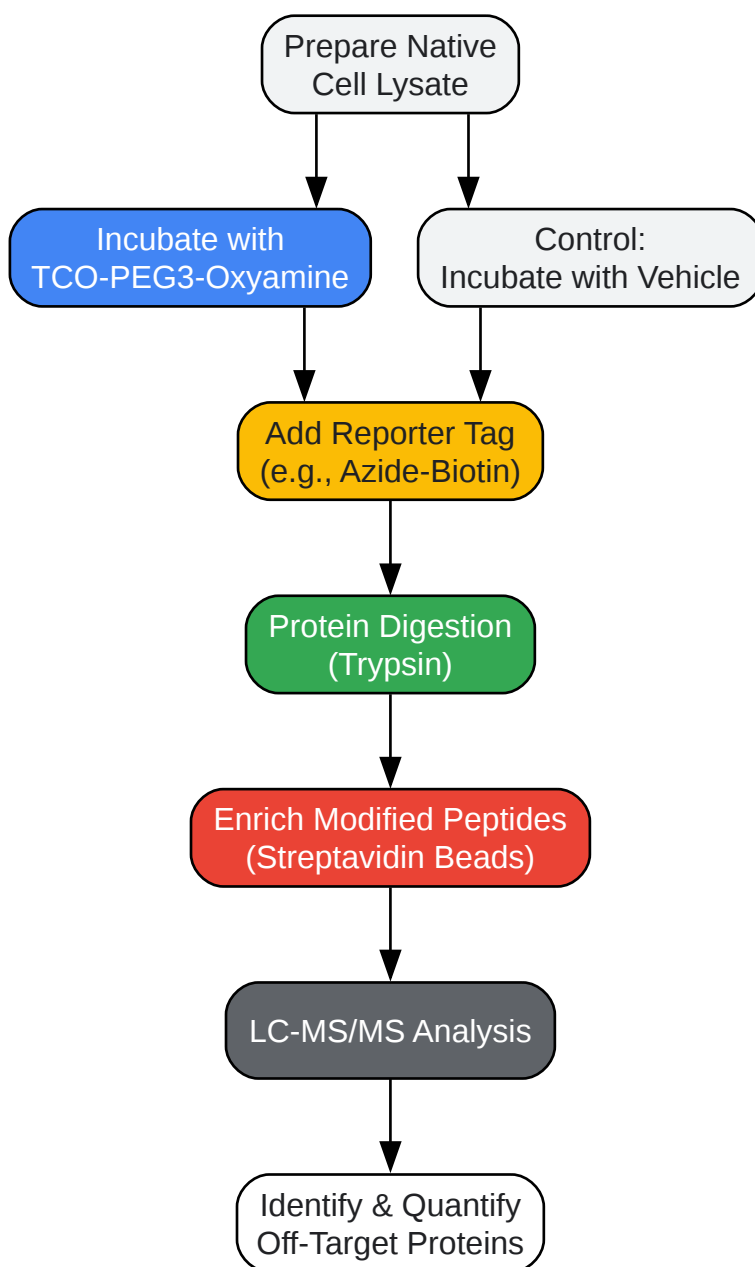 Prepare Native
Cell Lysate
Incubate with
TCO-PEG3-Oxyamine
Control:
Incubate with Vehicle
Add Reporter Tag
(e.g., Azide-Biotin)
Protein Digestion
(Trypsin)
Enrich Modified Peptides
(Streptavidin Beads)
LC-MS/MS Analysis
Identify & Quantify
Off-Target Proteins